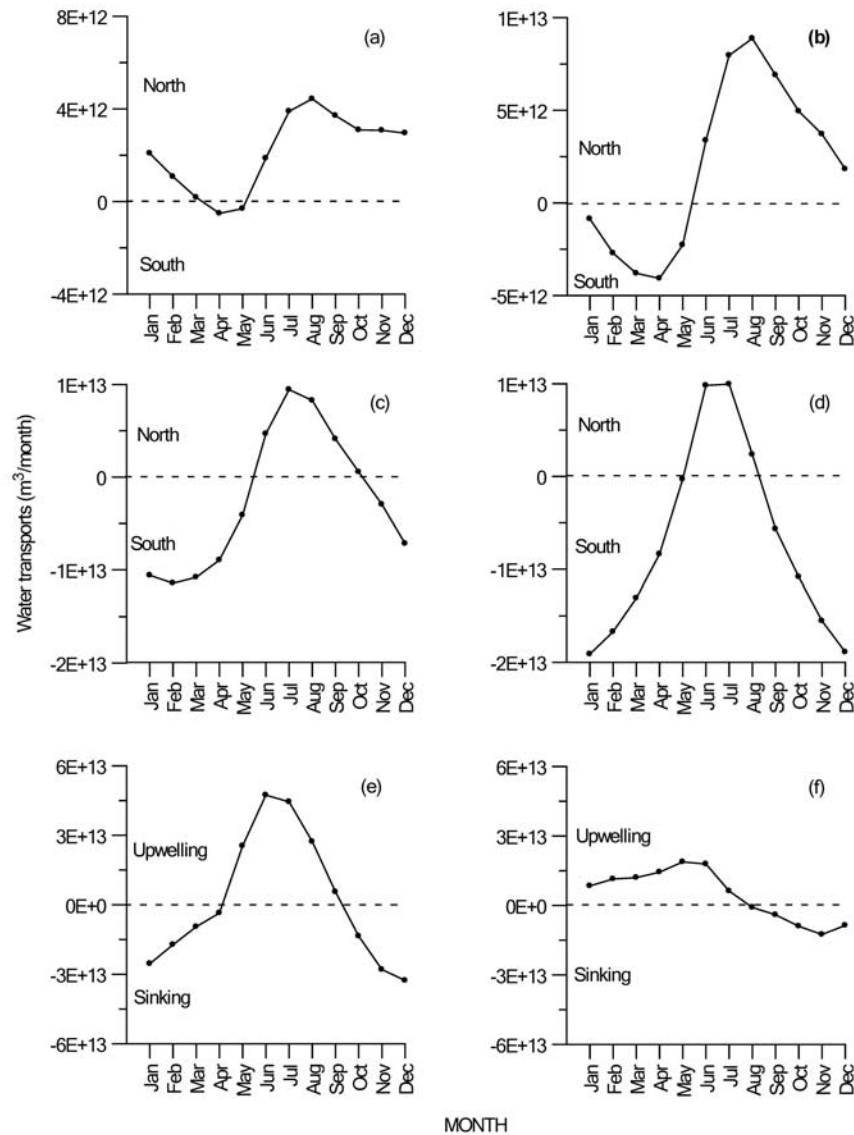 8E+12
(a)
North
4E+12
0
South
-4E+12
Jan
Feb
Mar
Apr
May
Jun
Jul
Aug
Sep
Oct
Nov
Dec
1E+13
(b)
5E+12
North
0
South
-5E+12
Jan
Feb
Mar
Apr
May
Jun
Jul
Aug
Sep
Oct
Nov
Dec
Water transports (m³/month)
1E+13
(c)
North
0
South
-1E+13
-2E+13
Jan
Feb
Mar
Apr
May
Jun
Jul
Aug
Sep
Oct
Nov
Dec
1E+13
(d)
North
0
South
-1E+13
-2E+13
Jan
Feb
Mar
Apr
May
Jun
Jul
Aug
Sep
Oct
Nov
Dec
6E+13
(e)
3E+13
Upwelling
0E+0
-3E+13
Sinking
-6E+13
Jan
Feb
Mar
Apr
May
Jun
Jul
Aug
Sep
Oct
Nov
Dec
6E+13
(f)
3E+13
Upwelling
0E+0
-3E+13
Sinking
-6E+13
Jan
Feb
Mar
Apr
May
Jun
Jul
Aug
Sep
Oct
Nov
Dec
MONTH